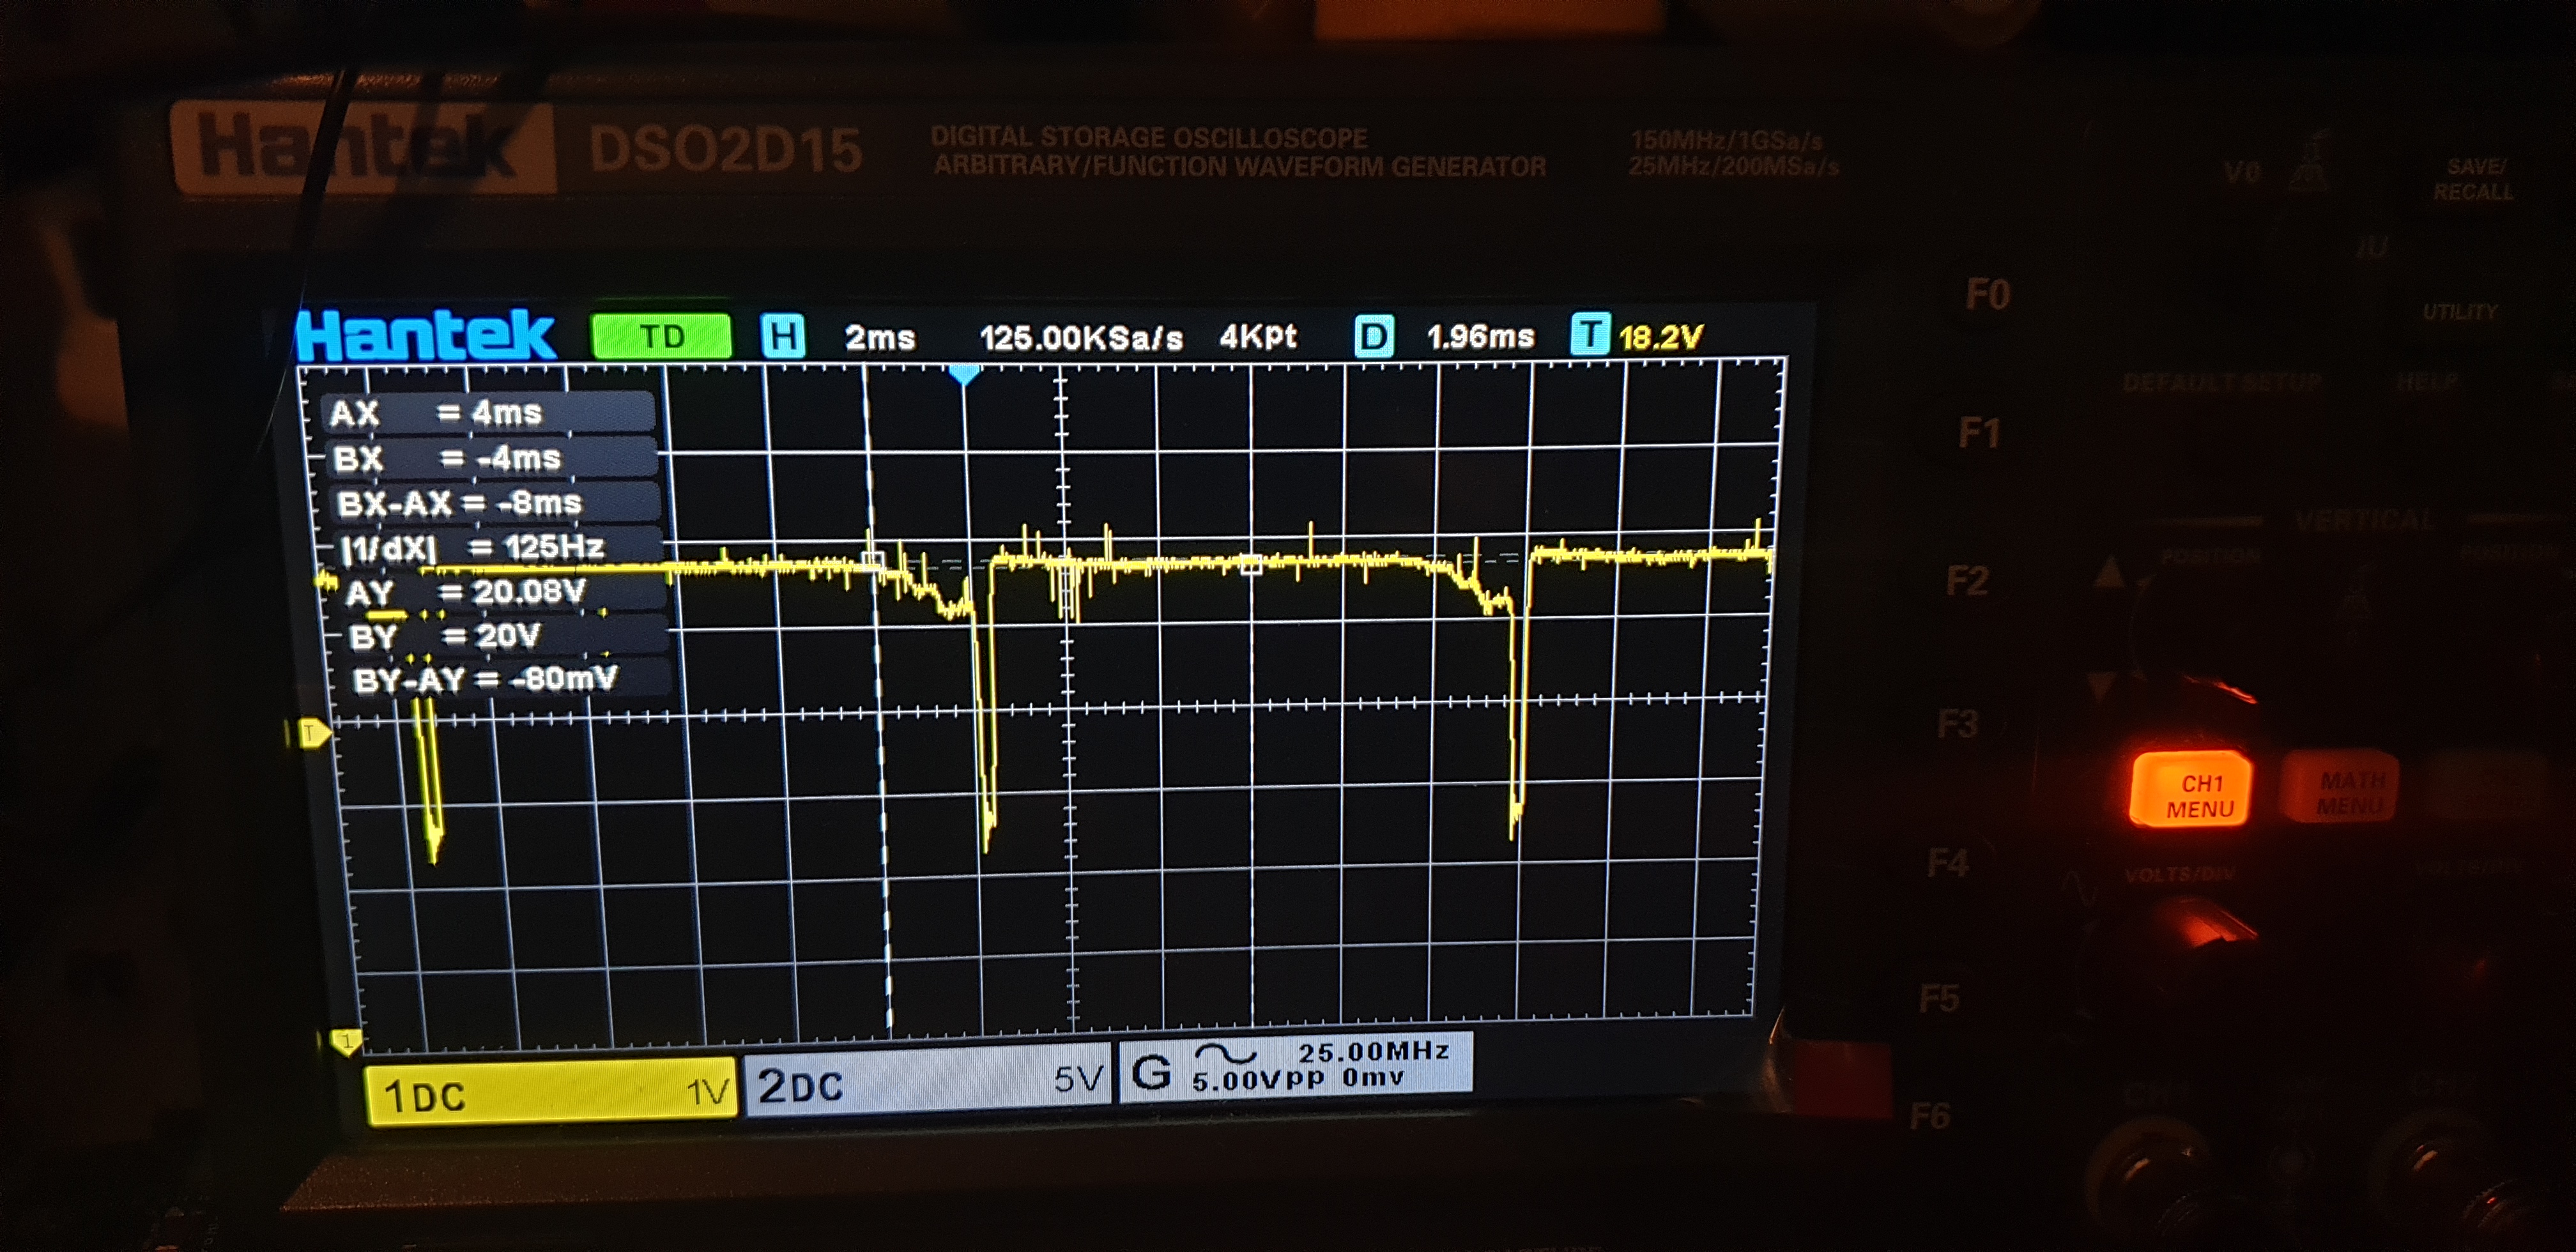 Hantek DSO2D15 DIGITAL STORAGE OSCILLOSCOPE 150MHz/1GSa/s
ARBITRARY/FUNCTION WAVEFORM GENERATOR 25MHz/200MSa/s
V0
SAVE/
RECALL
UTILITY
DEFAULT SETUP HELP
F0
F1
F2
F3
F4
F5
F6
Hantek TD H 2ms 125.00KSa/s 4Kpt D 1.96ms T 18.2V
AX = 4ms
BX = -4ms
BX-AX = -8ms
|1/dX| = 125Hz
AY = 20.08V
BY = 20V
BY-AY = -80mV
T
1
1DC 1V 2DC 5V G 25.00MHz
5.00Vpp 0mv
VERTICAL
POSITION
CH1
MENU
MATH
MENU
VOLTS/DIV
CH1